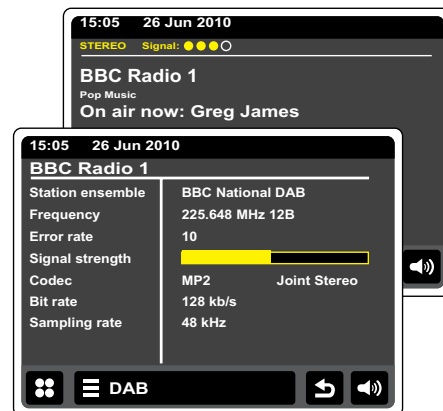 15:05 26 Jun 2010
STEREO Signal:
BBC Radio 1
Pop Music
On air now: Greg James
15:05 26 Jun 2010
BBC Radio 1
Station ensemble BBC National DAB
Frequency 225.648 MHz 12B
Error rate 10
Signal strength
Codec MP2 Joint Stereo
Bit rate 128 kb/s
Sampling rate 48 kHz
DAB